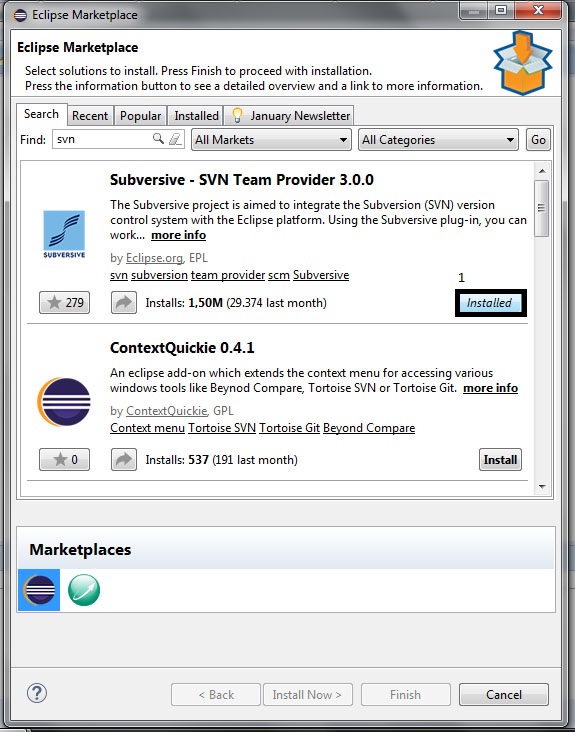 Eclipse Marketplace
Eclipse Marketplace
Select solutions to install. Press Finish to proceed with installation.
Press the information button to see a detailed overview and a link to more information.
Search Recent Popular Installed January Newsletter
Find: svn All Markets All Categories Go
Subversive - SVN Team Provider 3.0.0
The Subversive project is aimed to integrate the Subversion (SVN) version
control system with the Eclipse platform. Using the Subversive plug-in, you can
work... more info
SUBVERSIVE
by Eclipse.org, EPL
svn subversion team provider scm Subversive
1
279 Installs: 1,50M (29.374 last month) Installed
ContextQuickie 0.4.1
An eclipse add-on which extends the context menu for accessing various
windows tools like Beynod Compare, Tortoise SVN or Tortoise Git. more info
by ContextQuickie, GPL
Context menu Tortoise SVN Tortoise Git Beyond Compare
0 Installs: 537 (191 last month) Install
Marketplaces
? < Back Install Now > Finish Cancel